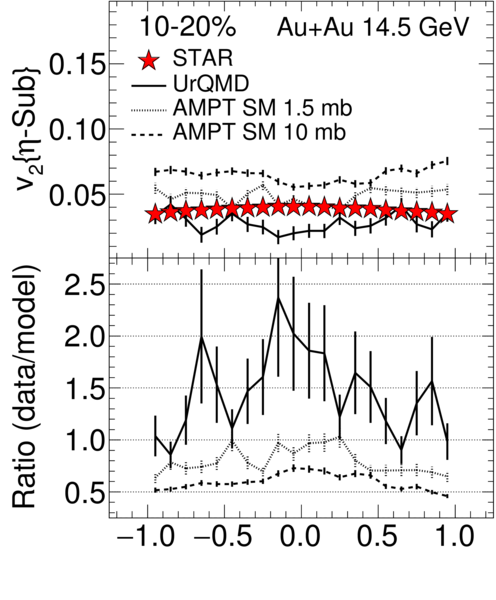 10-20% Au+Au 14.5 GeV
STAR
UrQMD
AMPT SM 1.5 mb
AMPT SM 10 mb
v2{η-Sub}
0.15
0.10
0.05
Ratio (data/model)
2.5
2.0
1.5
1.0
0.5
−1.0 −0.5 0.0 0.5 1.0